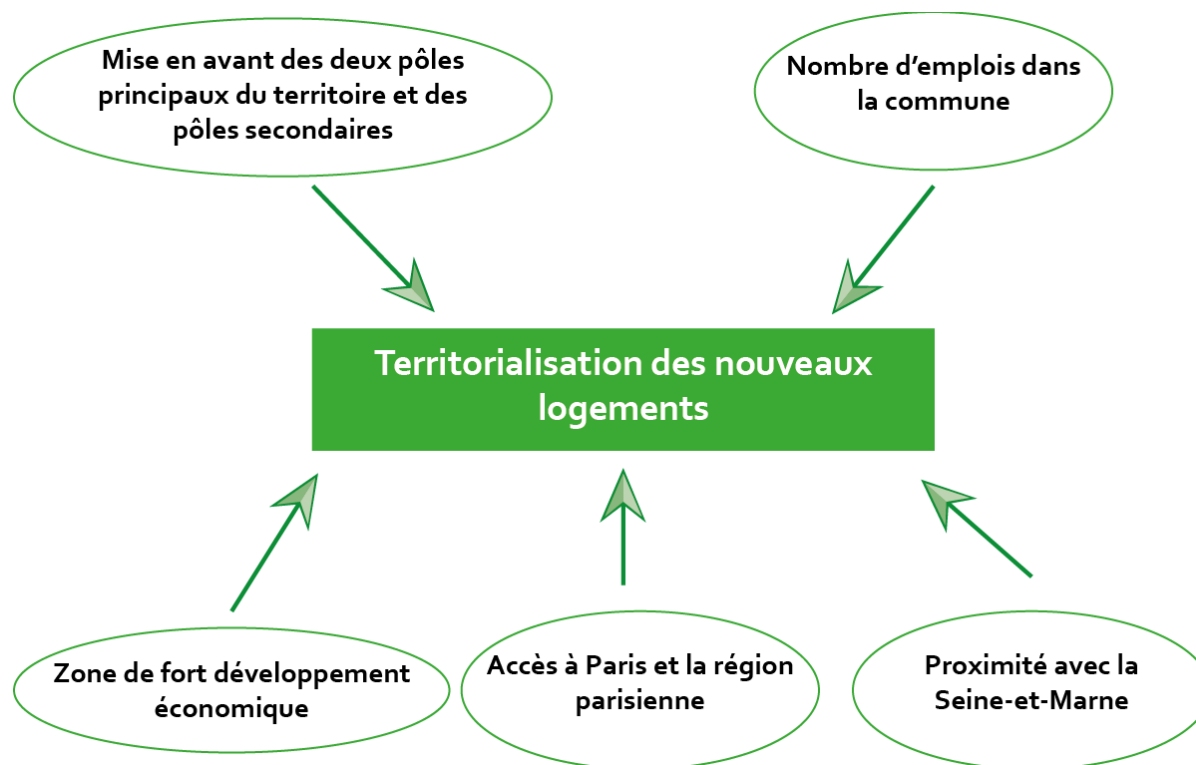 Mise en avant des deux pôles
principaux du territoire et des
pôles secondaires
Nombre d'emplois dans
la commune
Territorialisation des nouveaux
logements
Zone de fort développement
économique
Accès à Paris et la région
parisienne
Proximité avec la
Seine-et-Marne